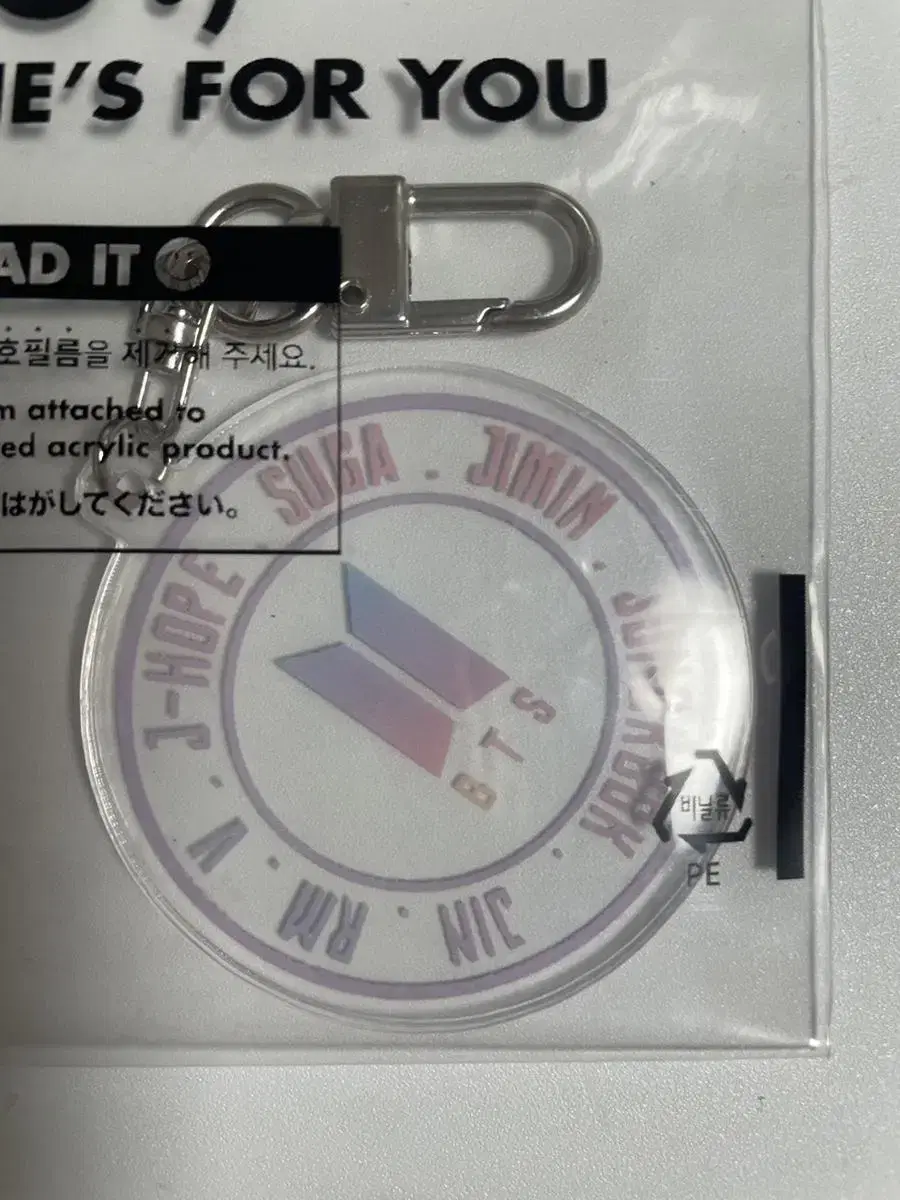 E'S FOR YOU
AD IT
호필름을 제거해 주세요.
m attached to
ed acrylic product.
はがしてください。
SUGA . JIMIN . JUNGKOOK . JIN . RM . V . J-HOPE
BTS
비닐류
PE